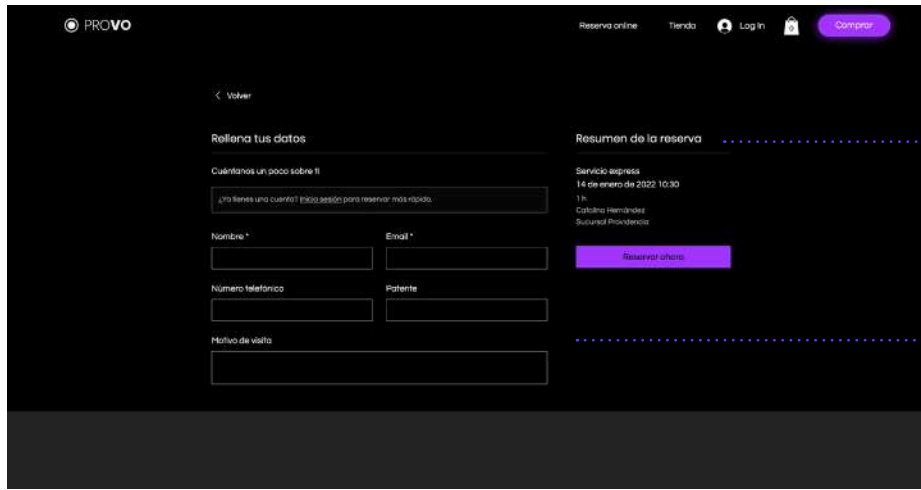 PROVO
Reserva online
Tienda
Log In
0
Comprar
< Volver
Rellena tus datos
Cuéntanos un poco sobre ti
¿Ya tienes una cuenta? Inicia sesión para reservar más rápido.
Nombre *
Email *
Número telefónico
Patente
Motivo de visita
Resumen de la reserva
Servicio express
14 de enero de 2022 10:30
1 h
Catalina Hernández
Sucursal Providencia
Reservar ahora